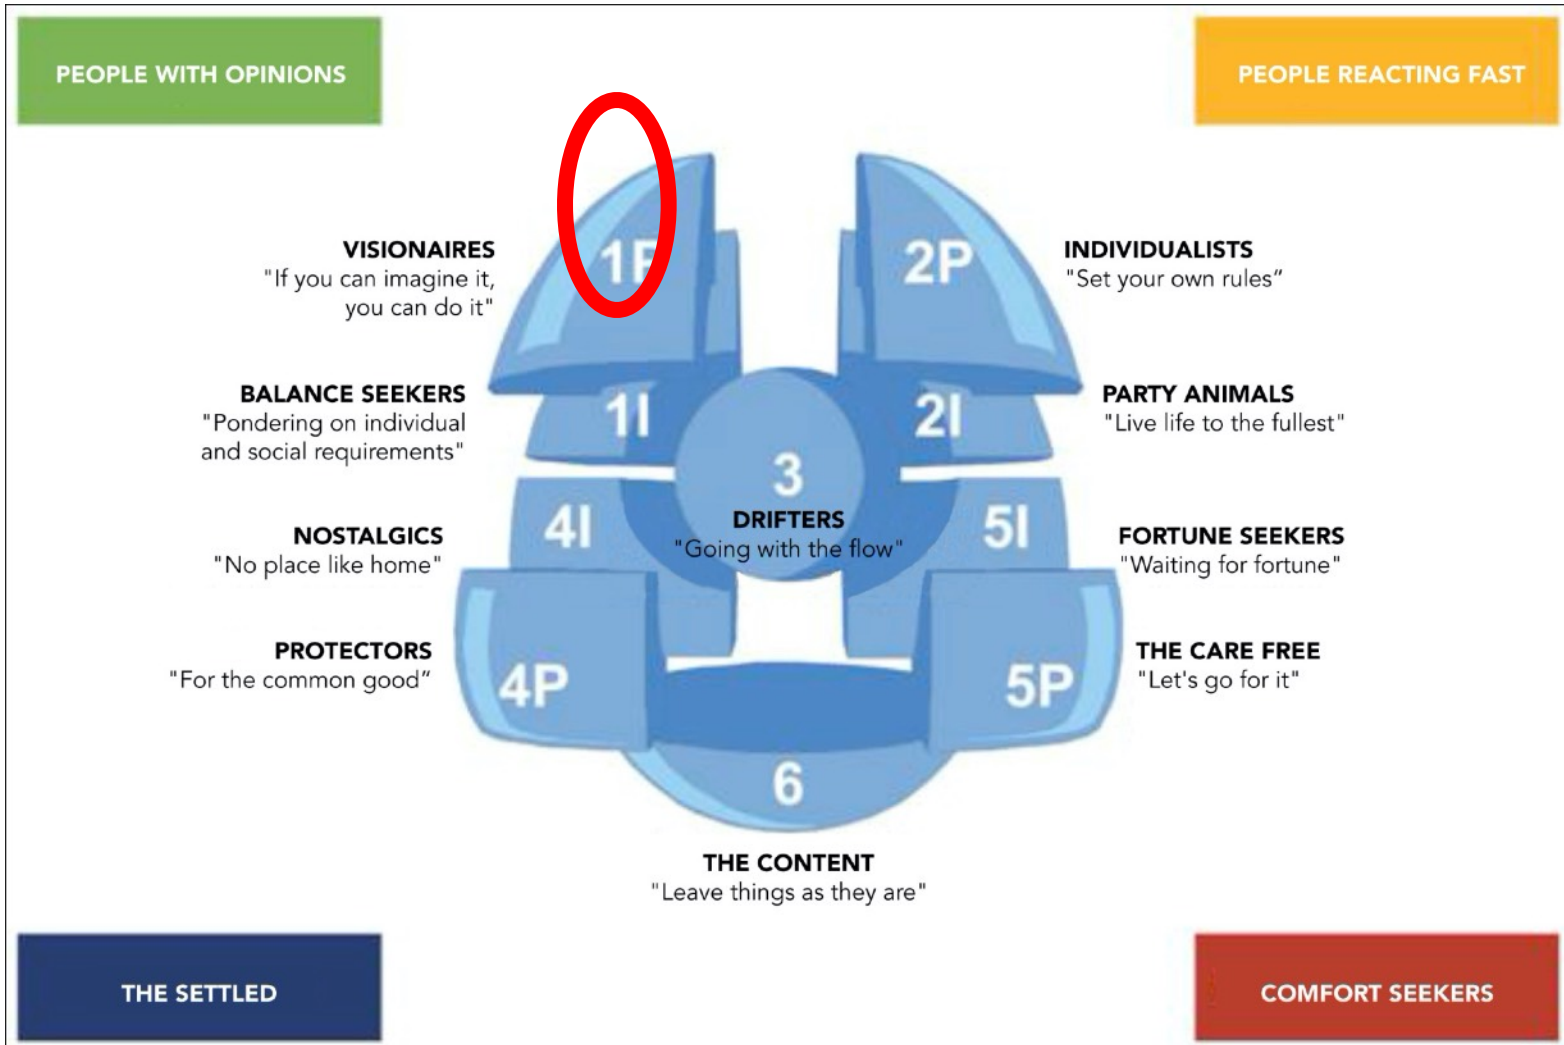 PEOPLE WITH OPINIONS
PEOPLE REACTING FAST
VISIONAIRES
"If you can imagine it,
you can do it"
1P
2P
INDIVIDUALISTS
"Set your own rules"
BALANCE SEEKERS
"Pondering on individual
and social requirements"
1I
2I
PARTY ANIMALS
"Live life to the fullest"
3
DRIFTERS
"Going with the flow"
NOSTALGICS
"No place like home"
4I
5I
FORTUNE SEEKERS
"Waiting for fortune"
PROTECTORS
"For the common good"
4P
5P
THE CARE FREE
"Let's go for it"
6
THE CONTENT
"Leave things as they are"
THE SETTLED
COMFORT SEEKERS